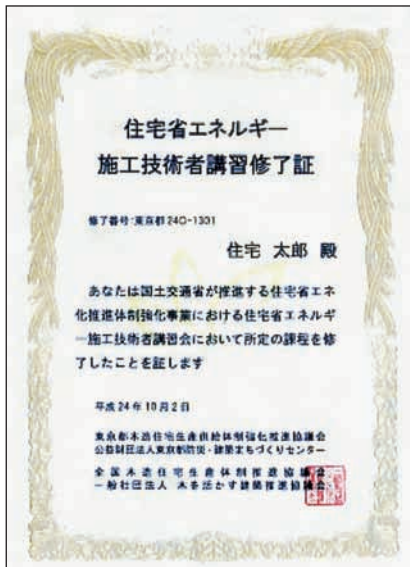 住宅省エネルギー
施工技術者講習修了証
修了番号:東京都240-1301
住宅 太郎 殿
あなたは国土交通省が推進する住宅省エネ
化推進体制強化事業における住宅省エネルギ
ー施工技術者講習会において所定の課程を修
了したことを証します
平成24年10月2日
東京都木造住宅生産供給体制強化推進協議会
公益財団法人東京都防災・建築まちづくりセンター
全国木造住宅生産体制推進協議会
一般社団法人 木を活かす建築推進協議会